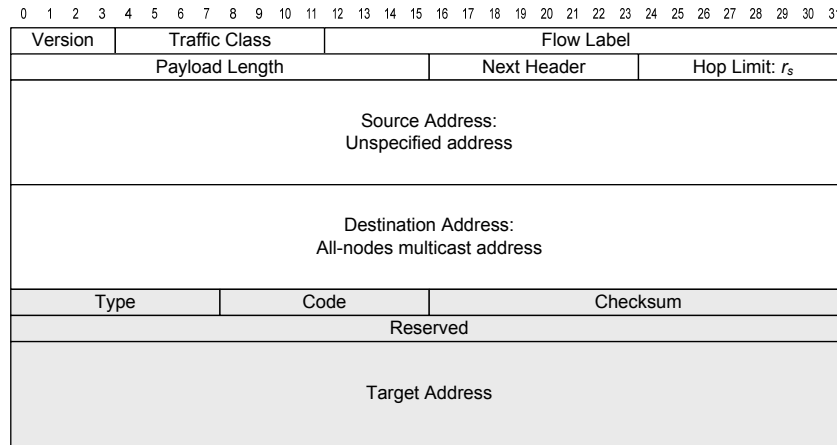 0 1 2 3 4 5 6 7 8 9 10 11 12 13 14 15 16 17 18 19 20 21 22 23 24 25 26 27 28 29 30 31
Version Traffic Class Flow Label
Payload Length Next Header Hop Limit: rs
Source Address:
Unspecified address
Destination Address:
All-nodes multicast address
Type Code Checksum
Reserved
Target Address